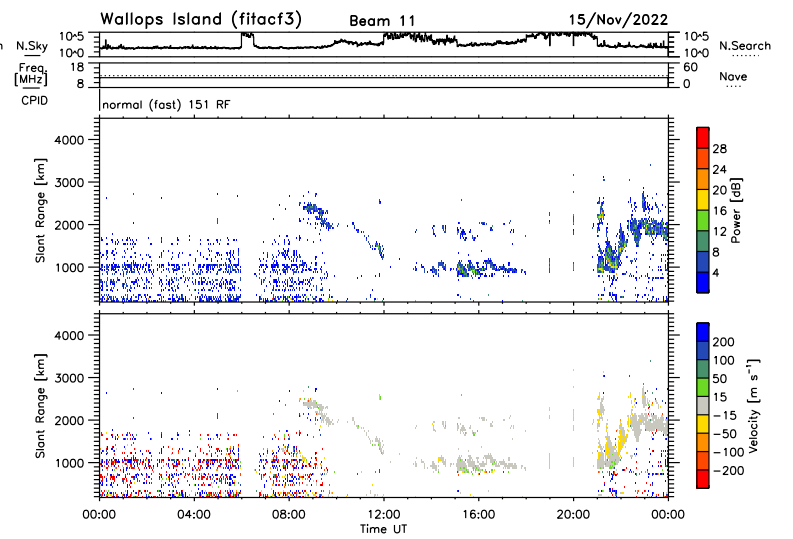 Wallops Island (fitacf3) Beam 11 15/Nov/2022
n N.Sky 10^5 10^0 10^5 10^0 N.Search
Freq. [MHz] 18 8 60 0 Nave
CPID normal (fast) 151 RF
Slant Range [km] 4000 3000 2000 1000
28 24 20 16 12 8 4 Power [dB]
Slant Range [km] 4000 3000 2000 1000
200 100 50 15 −15 −50 −100 −200 Velocity [m s⁻¹]
00:00 04:00 08:00 12:00 16:00 20:00 00:00
Time UT